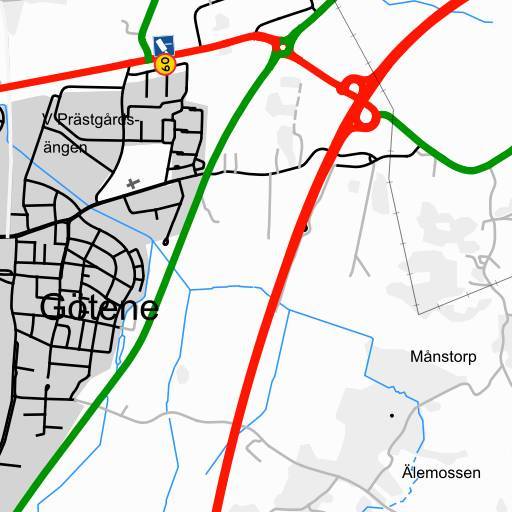 60
V Prästgårds-
ängen
Götene
Månstorp
Älemossen